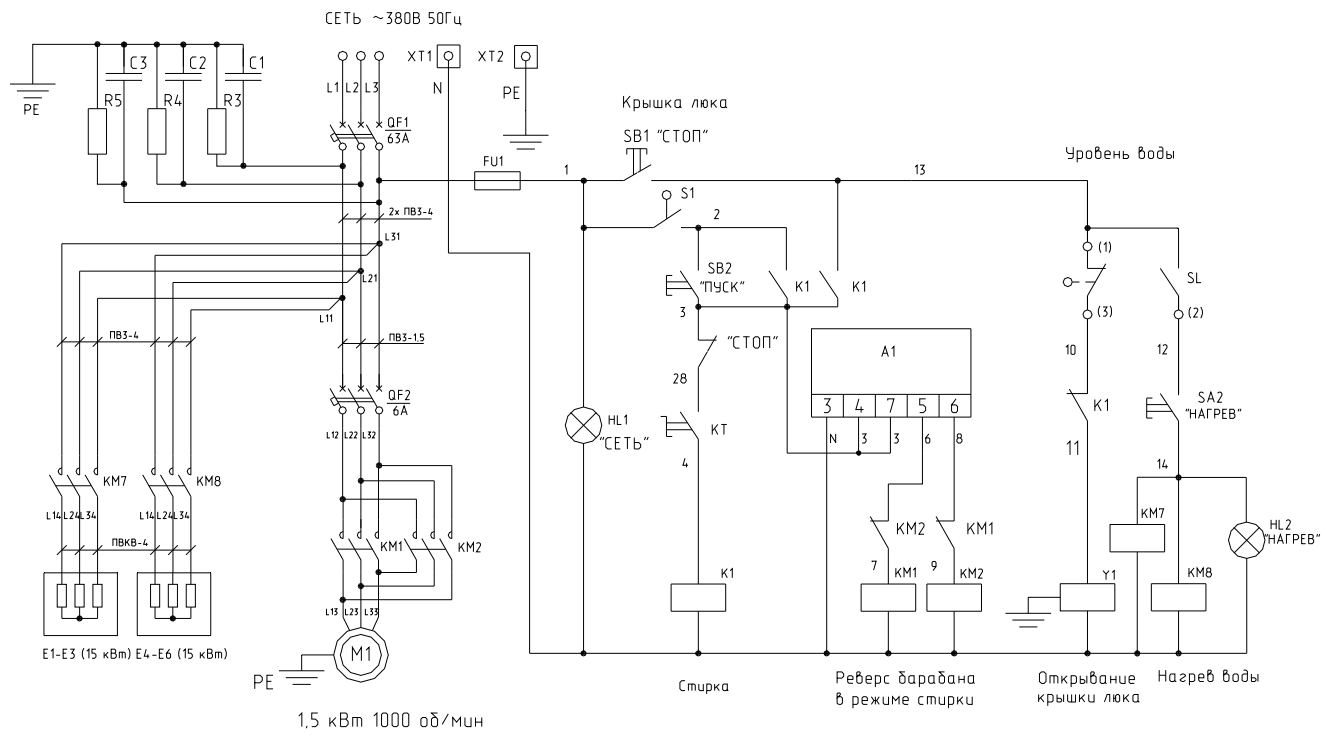 СЕТЬ ~380В 50Гц
XT1
XT2
C3
C2
C1
L1
L2
L3
N
PE
PE
R5
R4
R3
QF1
63A
Крышка люка
SB1 "СТОП"
FU1
1
13
Уровень воды
S1
2
2х ПВ3-4
L31
L21
L11
SB2
"ПУСК"
K1
K1
3
(1)
SL
(3)
(2)
ПВ3-4
ПВ3-1,5
"СТОП"
A1
10
12
28
QF2
6A
3
4
7
5
6
K1
SA2
"НАГРЕВ"
HL1
"СЕТЬ"
KT
L12
L22
L32
N
3
3
6
8
11
4
14
KM7
KM8
L14
L24
L34
L14
L24
L34
KM7
HL2
"НАГРЕВ"
KM2
KM1
ПВКВ-4
KM1
KM2
7
9
K1
KM1
KM2
Y1
KM8
L13
L23
L33
E1-E3 (15 кВт)
E4-E6 (15 кВт)
M1
PE
Стирка
Реверс барабана
в режиме стирки
Открывание
крышки люка
Нагрев воды
1,5 кВт 1000 об/мин